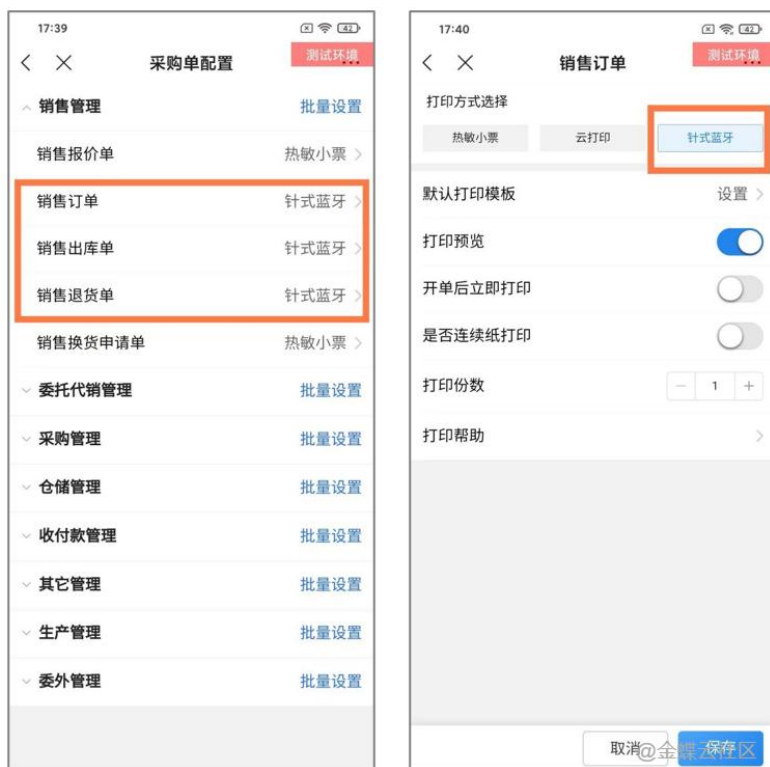 17:39
42
测试环境
采购单配置
销售管理 批量设置
销售报价单 热敏小票
销售订单 针式蓝牙
销售出库单 针式蓝牙
销售退货单 针式蓝牙
销售换货申请单 热敏小票
委托代销管理 批量设置
采购管理 批量设置
仓储管理 批量设置
收付款管理 批量设置
其它管理 批量设置
生产管理 批量设置
委外管理 批量设置
17:40
42
测试环境
销售订单
打印方式选择
热敏小票 云打印 针式蓝牙
默认打印模板 设置
打印预览
开单后立即打印
是否连续纸打印
打印份数 － 1 +
打印帮助
取消 保存
@金蝶云社区